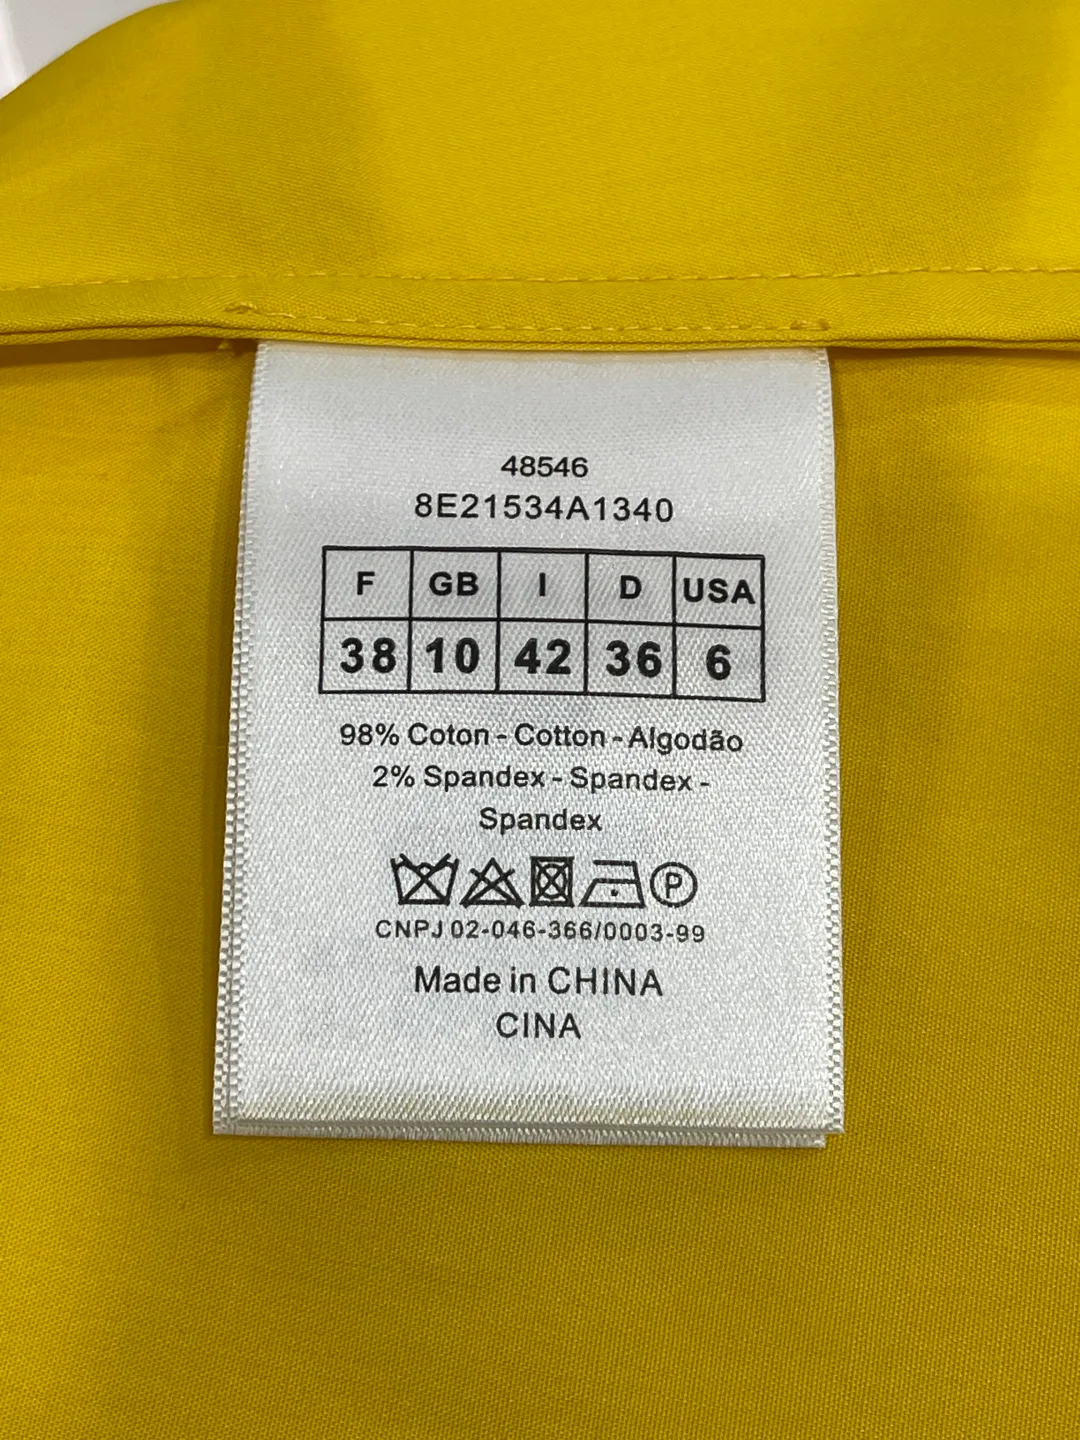 48546
8E21534A1340
F GB I D USA
38 10 42 36 6
98% Coton - Cotton - Algodão
2% Spandex - Spandex -
Spandex
P
CNPJ 02-046-366/0003-99
Made in CHINA
CINA